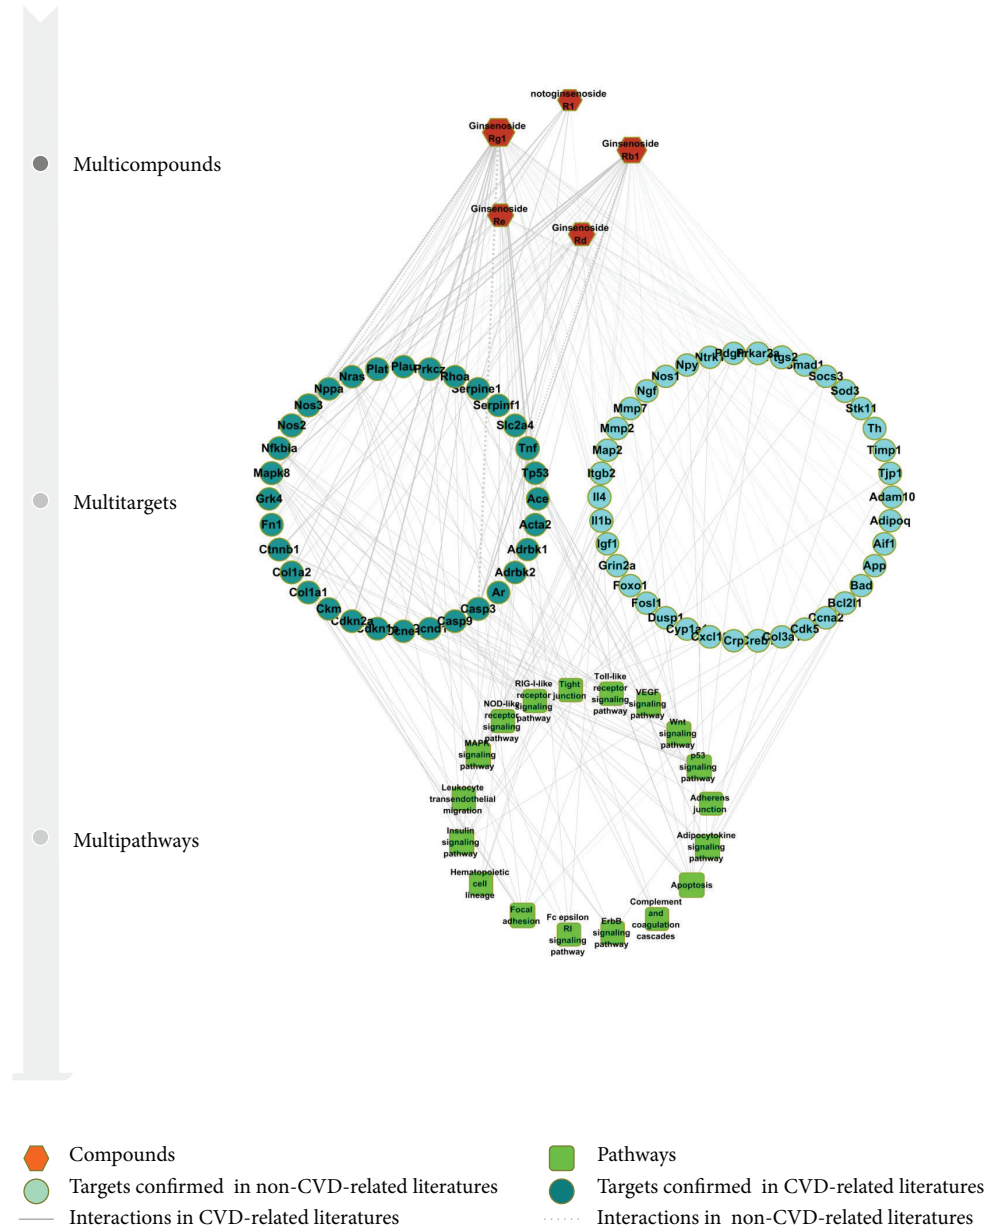 notoginsenoside
R1
Ginsenoside
Rg1
Ginsenoside
Rb1
Multicompounds
Ginsenoside
Re
Ginsenoside
Rd
Plau
Plat
Prkcz
Nras
Rhoa
Nppa
Serpine1
Nos3
Serpinf1
Nos2
Slc2a4
Nfkbia
Tnf
Mapk8
Tp53
Grk4
Ace
Fn1
Acta2
Ctnnb1
Adrbk1
Col1a2
Adrbk2
Col1a1
Ar
Ckm
Casp3
Cdkn2a
Casp9
Prkar2a
Ntrk1
Npy
Smad1
Nos1
Socs3
Ngf
Sod3
Mmp7
Stk11
Mmp2
Th
Map2
Timp1
Itgb2
Tjp1
Il4
Adam10
Il1b
Adipoq
Igf1
Aif1
Grin2a
App
Foxo1
Bad
Fosl1
Bcl2l1
Dusp1
Ccna2
Cdk5
Crp
Multitargets
Tight
junction
Toll-like
receptor
signaling
pathway
RIG-I-like
receptor
signaling
pathway
VEGF
signaling
pathway
NOD-like
receptor
signaling
pathway
Wnt
signaling
pathway
MAPK
signaling
pathway
p53
signaling
pathway
Leukocyte
transendothelial
migration
Adherens
junction
Insulin
signaling
pathway
Adipocytokine
signaling
pathway
Multipathways
Hematopoietic
cell
lineage
Apoptosis
Focal
adhesion
Complement
and
coagulation
cascades
Fc epsilon
RI
signaling
pathway
ErbB
signaling
pathway
Compounds
Pathways
Targets confirmed in non-CVD-related literatures
Targets confirmed in CVD-related literatures
Interactions in CVD-related literatures
Interactions in non-CVD-related literatures